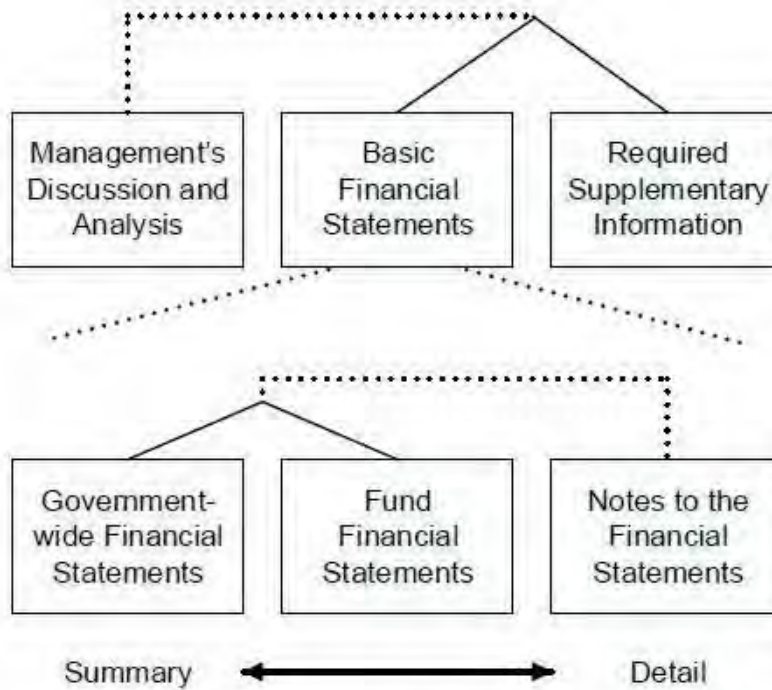 Management's
Discussion and
Analysis
Basic
Financial
Statements
Required
Supplementary
Information
Government-
wide Financial
Statements
Fund
Financial
Statements
Notes to the
Financial
Statements
Summary
Detail